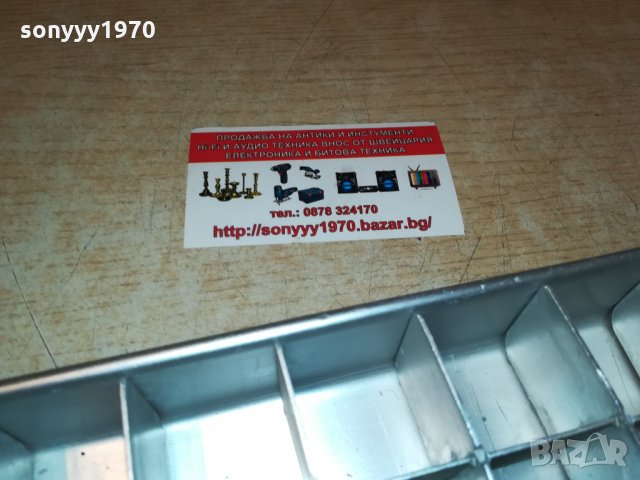 sonyyy1970
ПРОДАЖБА НА АНТИКИ И ИНСТУМЕНТИ
Hi-Fi И АУДИО ТЕХНИКА ВНОС ОТ ШВЕЙЦАРИЯ
ЕЛЕКТРОНИКА И БИТОВА ТЕХНИКА
тел.: 0878 324170
http://sonyyy1970.bazar.bg/
BAZAR